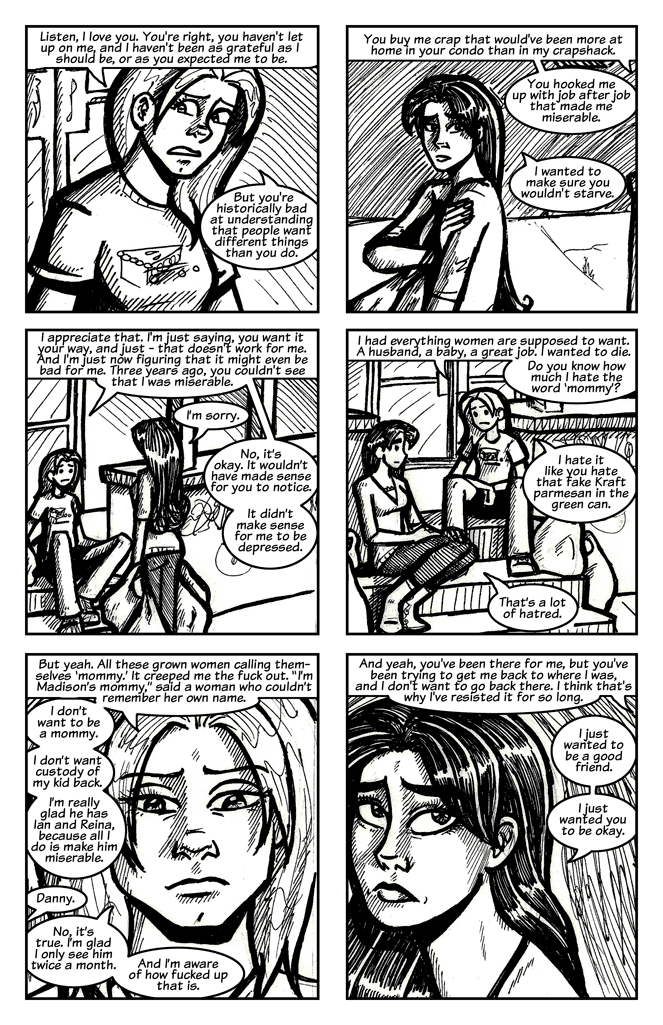 Listen, I love you. You're right, you haven't let
up on me, and I haven't been as grateful as I
should be, or as you expected me to be.
But you're
historically bad
at understanding
that people want
different things
than you do.
You buy me crap that would've been more at
home in your condo than in my crapshack.
You hooked me
up with job after job
that made me
miserable.
I wanted to
make sure you
wouldn't starve.
I appreciate that. I'm just saying, you want it
your way, and just - that doesn't work for me.
And I'm just now figuring that it might even be
bad for me. Three years ago, you couldn't see
that I was miserable.
I'm sorry.
No, it's
okay. It wouldn't
have made sense
for you to notice.
It didn't
make sense
for me to be
depressed.
I had everything women are supposed to want.
A husband, a baby, a great job. I wanted to die.
Do you know how
much I hate the
word 'mommy'?
I hate it
like you hate
that fake Kraft
parmesan in the
green can.
That's a lot
of hatred.
But yeah. All these grown women calling them-
selves 'mommy.' It creeped me the fuck out. "I'm
Madison's mommy," said a woman who couldn't
remember her own name.
I don't
want to be
a mommy.
I don't want
custody of
my kid back.
I'm really
glad he has
Ian and Reina,
because all I
do is make him
miserable.
Danny.
No, it's
true. I'm glad
I only see him
twice a month.
And I'm aware
of how fucked up
that is.
And yeah, you've been there for me, but you've
been trying to get me back to where I was,
and I don't want to go back there. I think that's
why I've resisted it for so long.
I just
wanted to
be a good
friend.
I just
wanted you
to be okay.